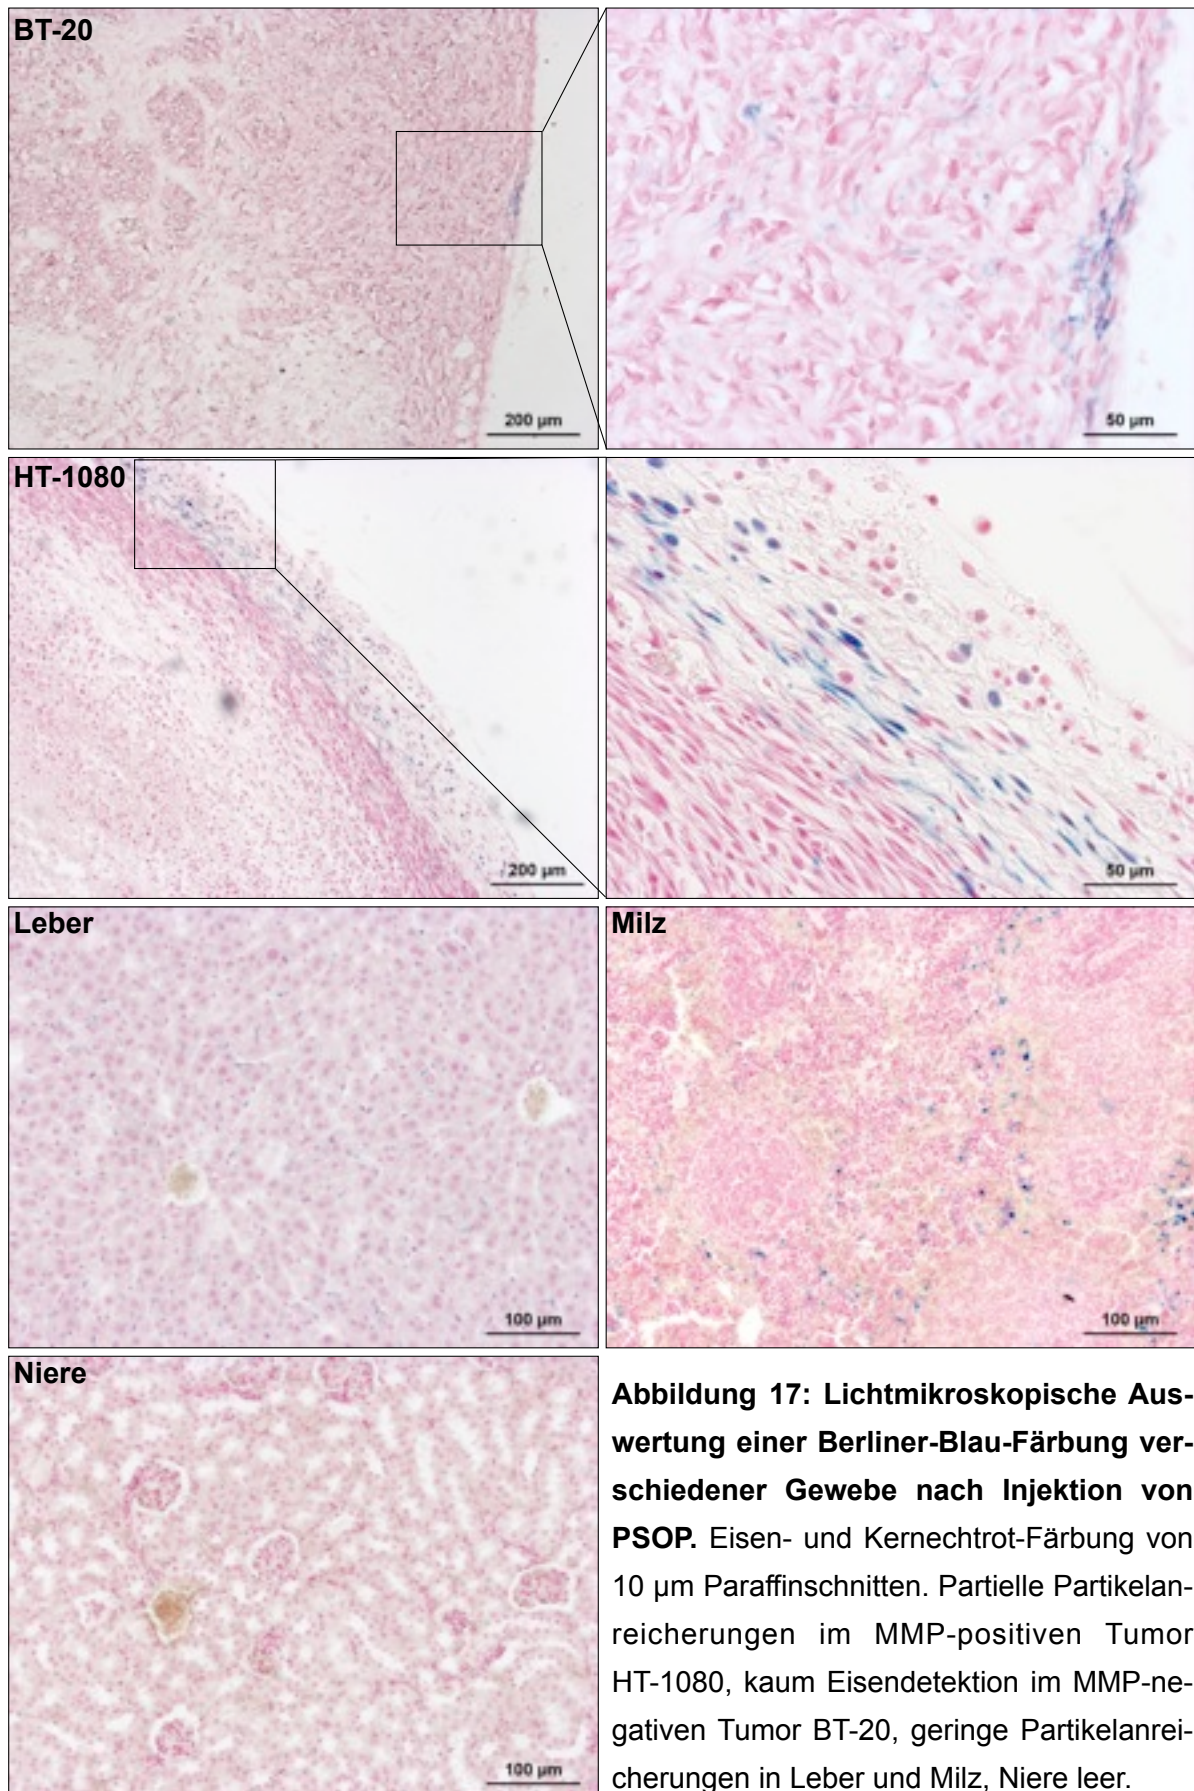 BT-20
200 µm
50 µm
HT-1080
200 µm
50 µm
Leber
100 µm
Milz
100 µm
Niere
100 µm
Abbildung 17: Lichtmikroskopische Aus-
wertung einer Berliner-Blau-Färbung ver-
schiedener Gewebe nach Injektion von
PSOP. Eisen- und Kernechtrot-Färbung von
10 µm Paraffinschnitten. Partielle Partikelan-
reicherungen im MMP-positiven Tumor
HT-1080, kaum Eisendetektion im MMP-ne-
gativen Tumor BT-20, geringe Partikelanrei-
cherungen in Leber und Milz, Niere leer.